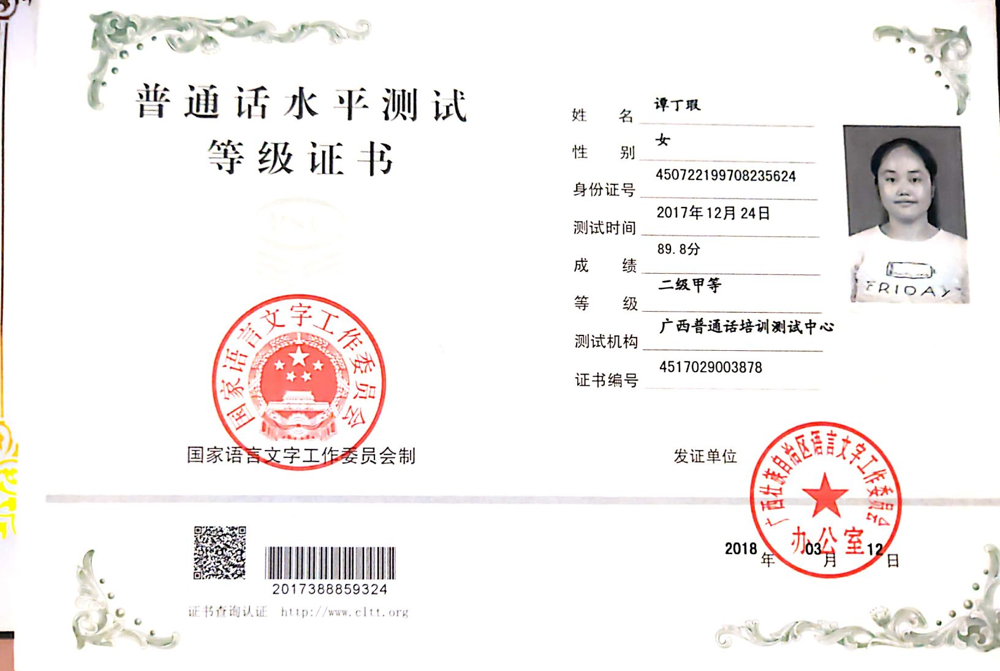 普通话水平测试
等级证书
国家语言文字工作委员会
国家语言文字工作委员会制
2017388859324
证书查询认证 http://www.cltt.org
姓 名 谭丁瑕
性 别 女
身份证号 450722199708235624
测试时间 2017年12月24日
成 绩 89.8分
等 级 二级甲等
测试机构 广西普通话培训测试中心
证书编号 4517029003878
FRIDAY
发证单位
广西壮族自治区语言文字工作委员会
办公室
2018年03月12日